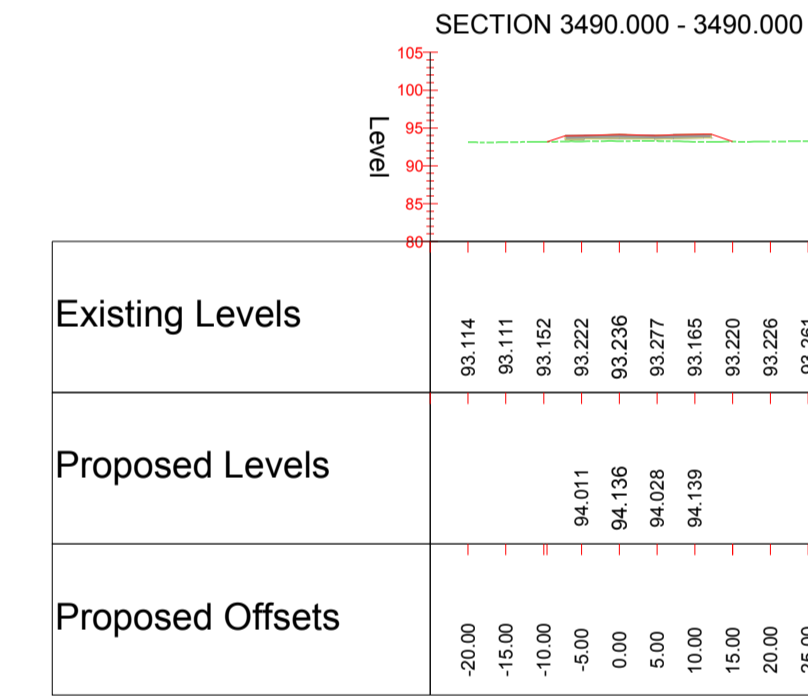 SECTION 3490.000 - 3490.000
105
100
95
90
85
80
Level
Existing Levels
93.114 93.111 93.152 93.222 93.236 93.277 93.165 93.220 93.226
Proposed Levels
94.011 94.136 94.028 94.139
Proposed Offsets
-20.00 -15.00 -10.00 -5.00 0.00 5.00 10.00 15.00 20.00